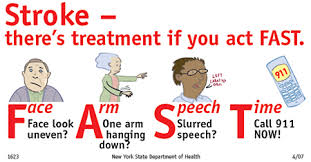 Stroke –
there's treatment if you act FAST.
911
Face
Face look
uneven?
Arm
One arm
hanging
down?
Speech
Slurred
speech?
Time
Call 911
NOW!
1623
New York State Department of Health
4/07